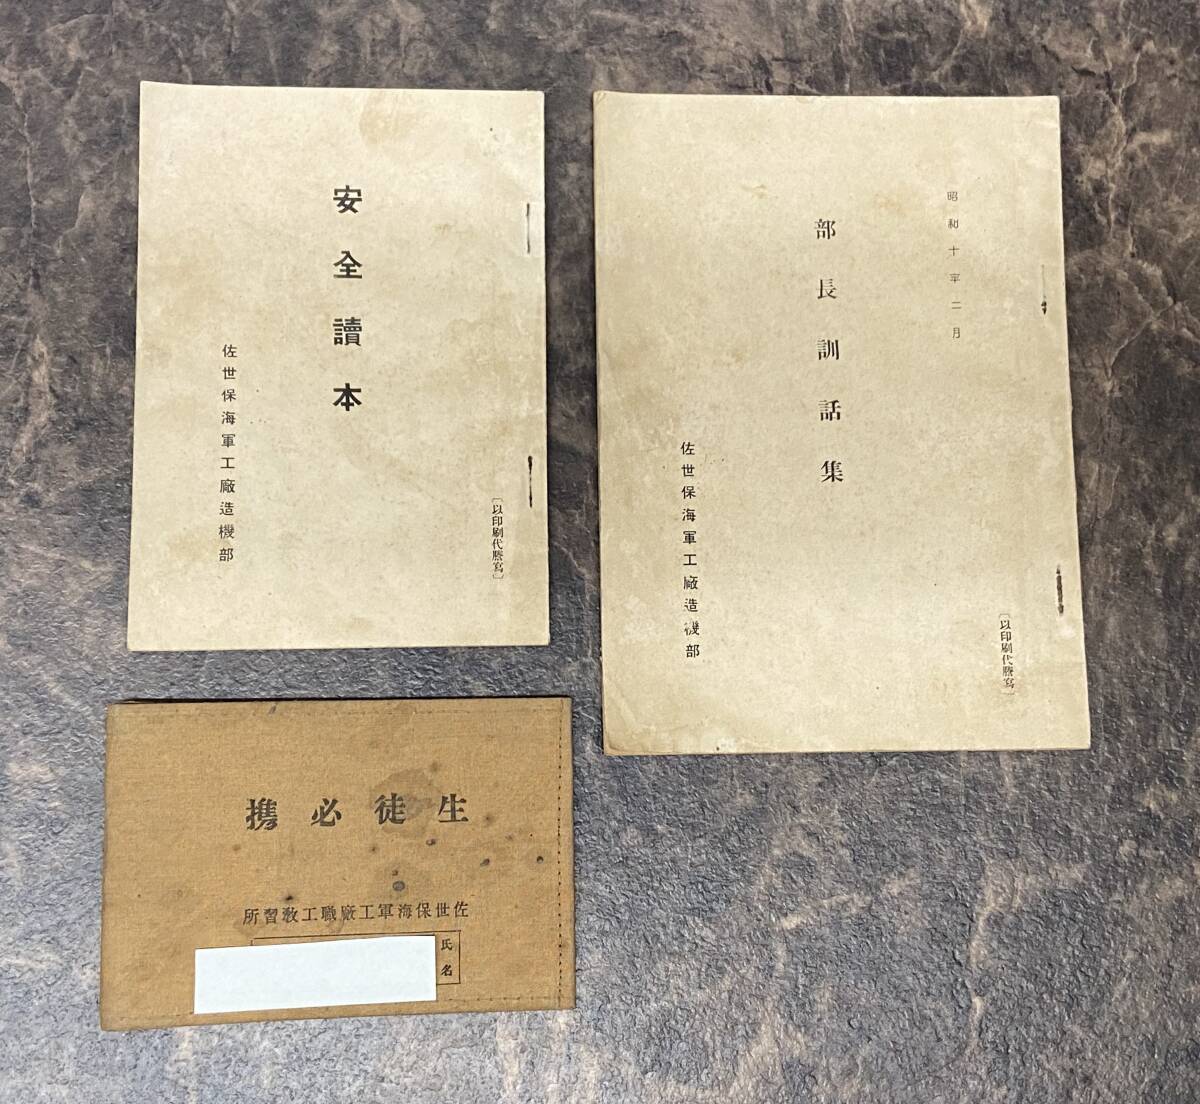 安全讀本
佐世保海軍工廠造機部
〔以印刷代謄寫〕
昭和十年二月
部長訓話集
佐世保海軍工廠造機部
〔以印刷代謄寫〕
生徒必携
佐世保海軍工廠職工教習所
氏名